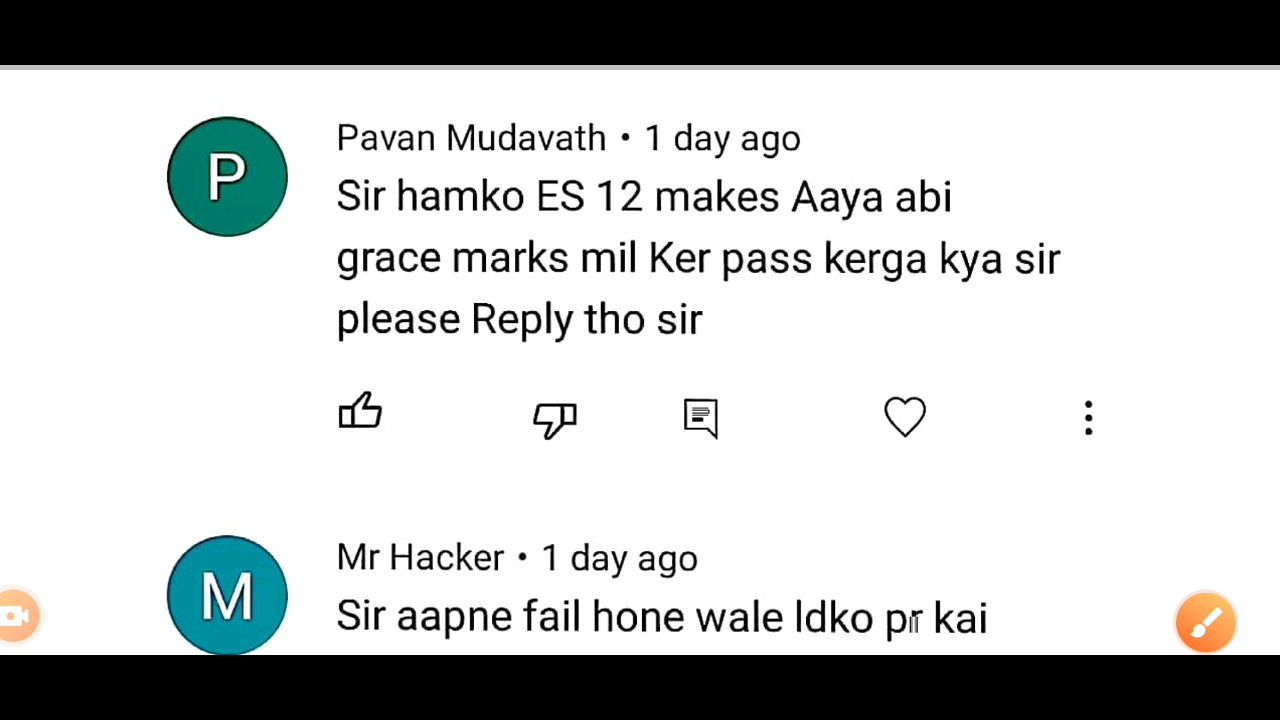 P
Pavan Mudavath • 1 day ago
Sir hamko ES 12 makes Aaya abi
grace marks mil Ker pass kerga kya sir
please Reply tho sir
M
Mr Hacker • 1 day ago
Sir aapne fail hone wale ldko pr kai